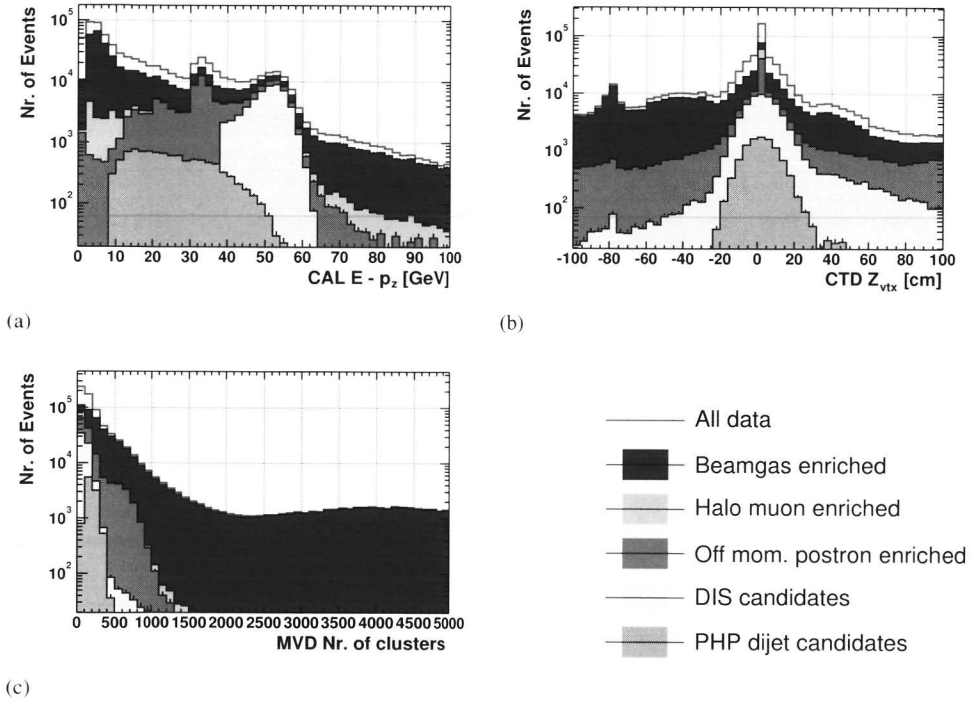 Nr. of Events
10⁵
10⁴
10³
10²
0 10 20 30 40 50 60 70 80 90 100
CAL E - p_z [GeV]
(a)
Nr. of Events
10⁵
10⁴
10³
10²
-100 -80 -60 -40 -20 0 20 40 60 80 100
CTD Z_vtx [cm]
(b)
Nr. of Events
10⁵
10⁴
10³
10²
0 500 1000 1500 2000 2500 3000 3500 4000 4500 5000
MVD Nr. of clusters
(c)
All data
Beamgas enriched
Halo muon enriched
Off mom. postron enriched
DIS candidates
PHP dijet candidates